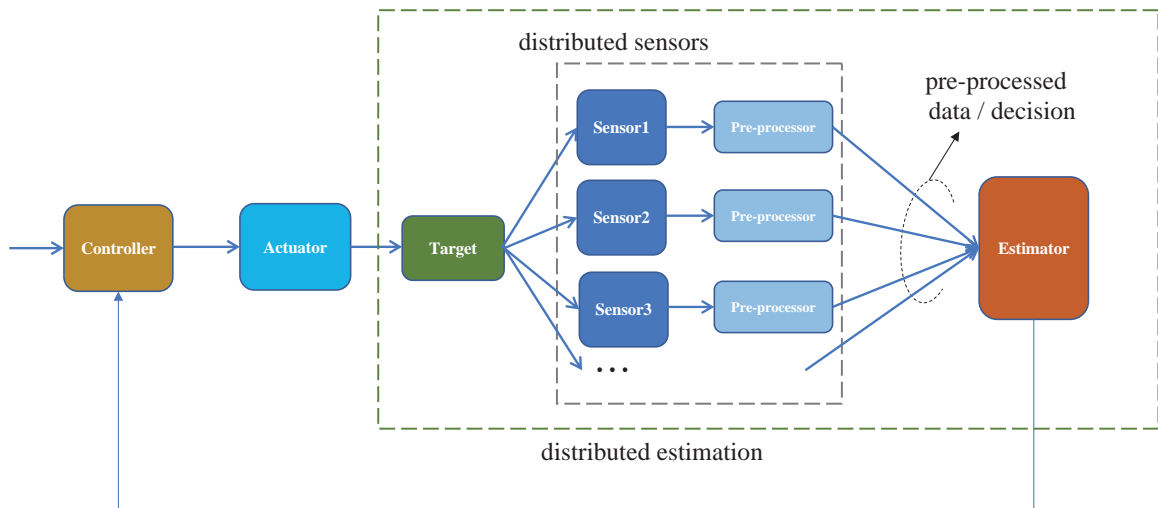 distributed sensors
pre-processed
data / decision
Sensor1
Pre-processor
Sensor2
Pre-processor
Controller
Actuator
Target
Estimator
Sensor3
Pre-processor
...
distributed estimation